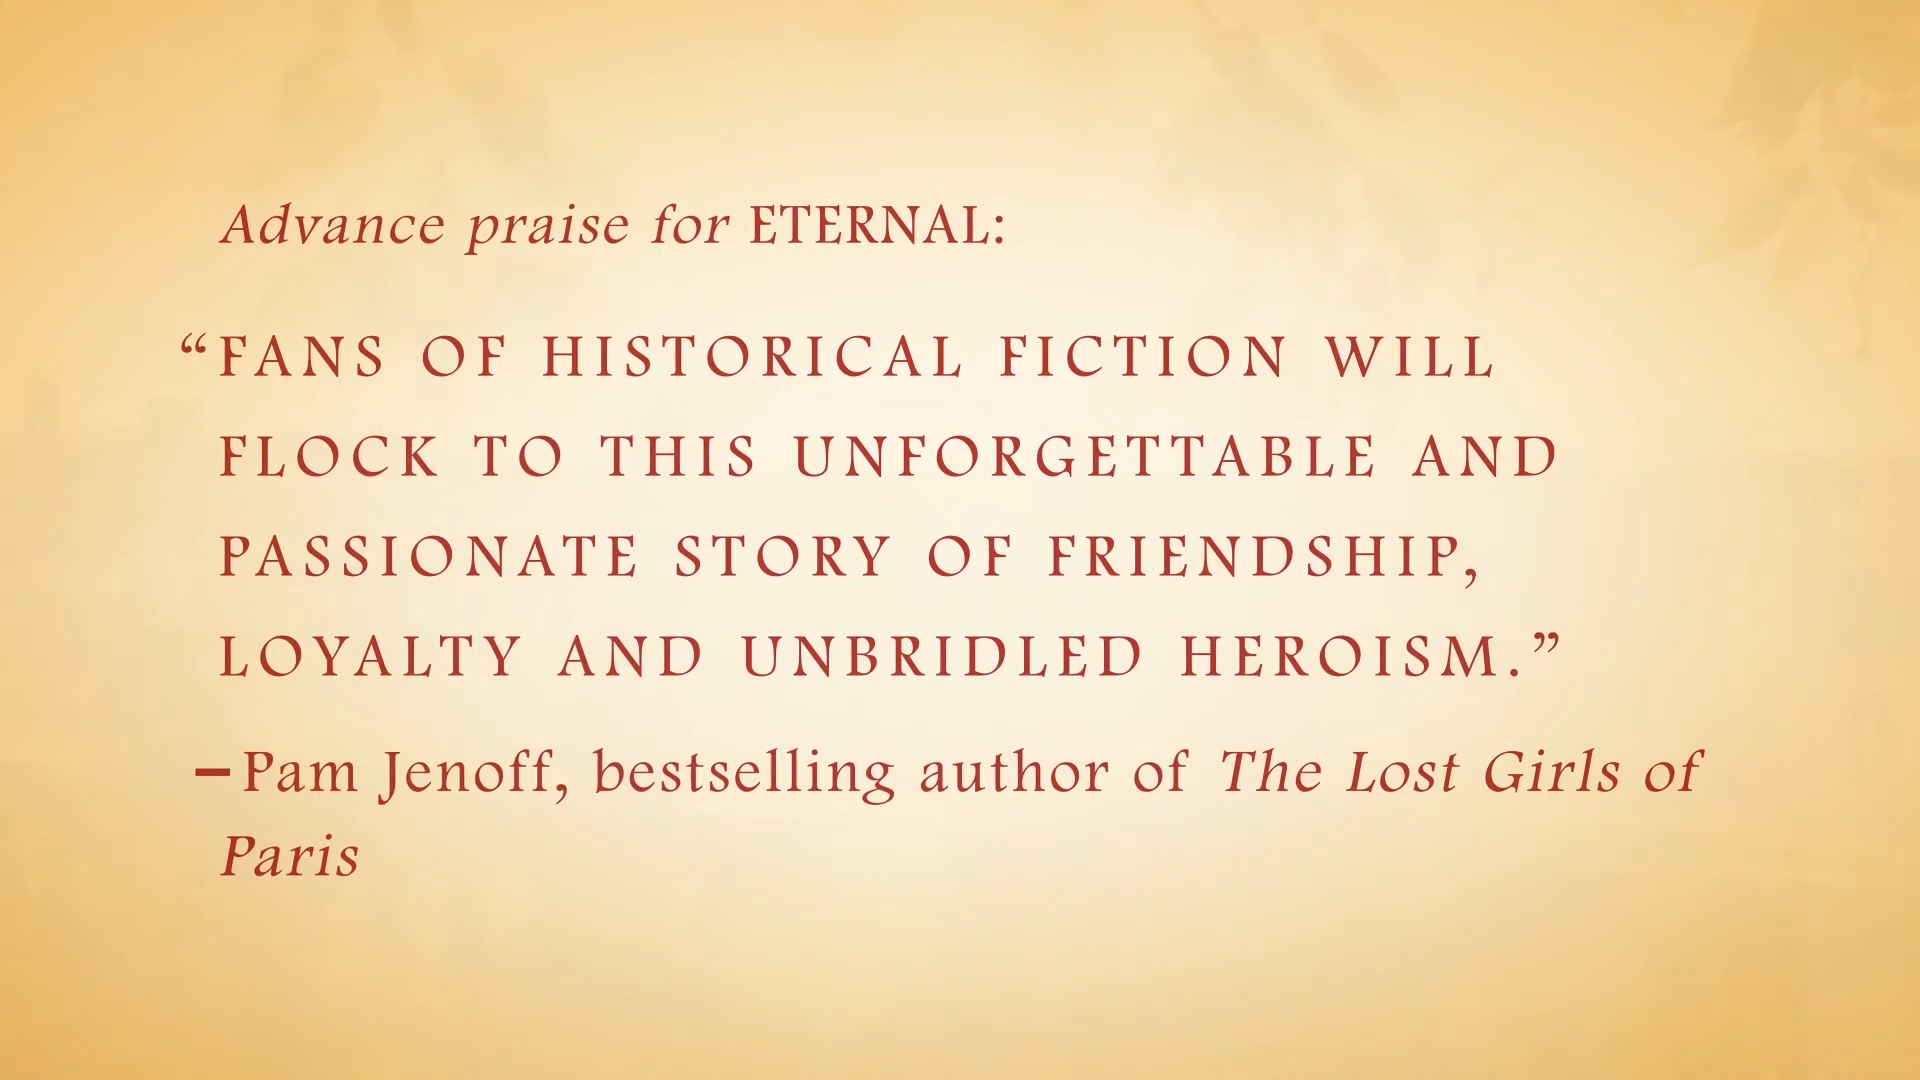 Advance praise for ETERNAL:
“FANS OF HISTORICAL FICTION WILL
FLOCK TO THIS UNFORGETTABLE AND
PASSIONATE STORY OF FRIENDSHIP,
LOYALTY AND UNBRIDLED HEROISM.”
–Pam Jenoff, bestselling author of The Lost Girls of
Paris